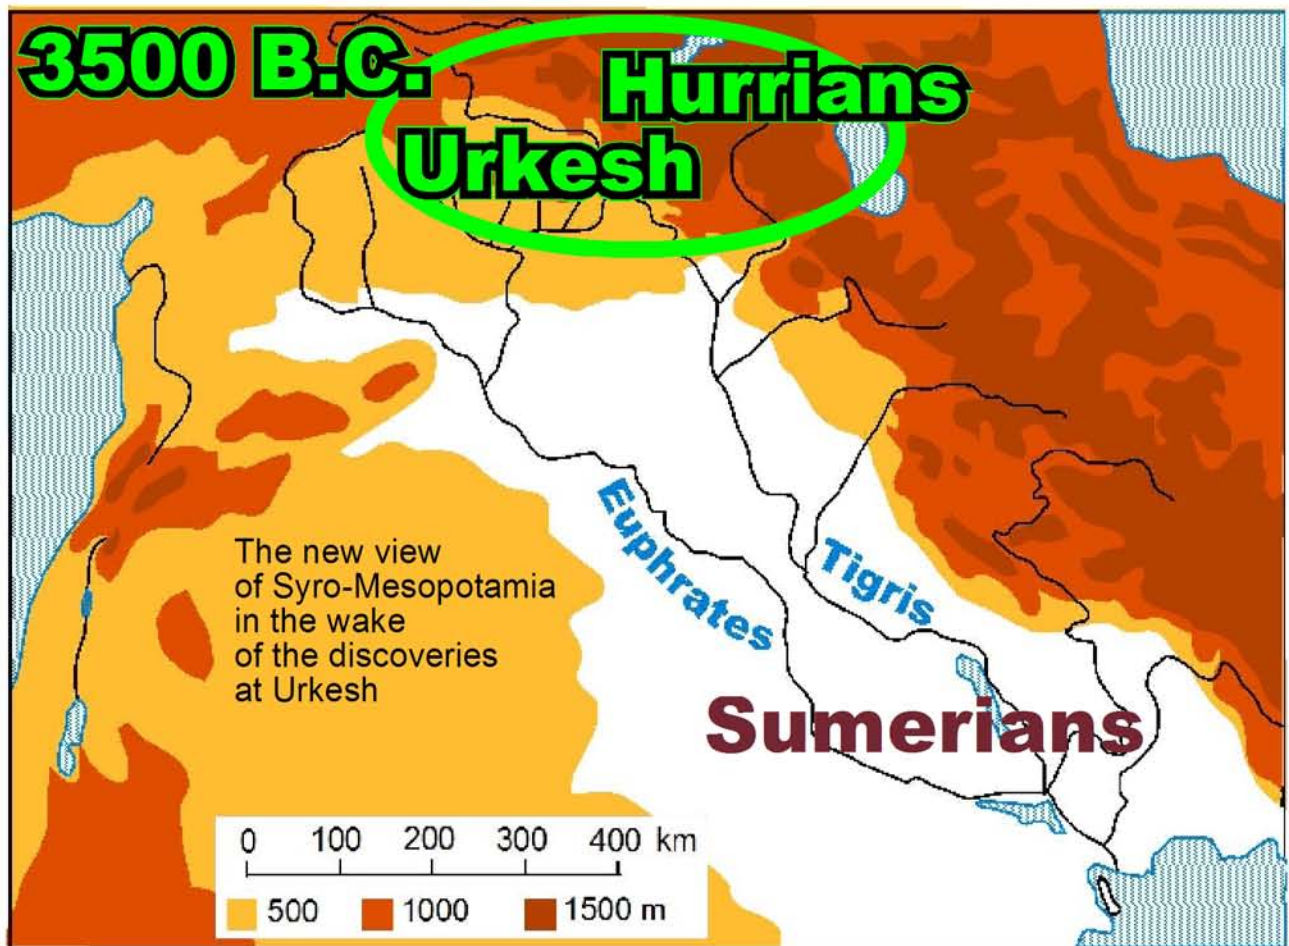 3500 B.C.
Hurrians
Urkesh
Euphrates
Tigris
The new view
of Syro-Mesopotamia
in the wake
of the discoveries
at Urkesh
Sumerians
0 100 200 300 400 km
500 1000 1500 m